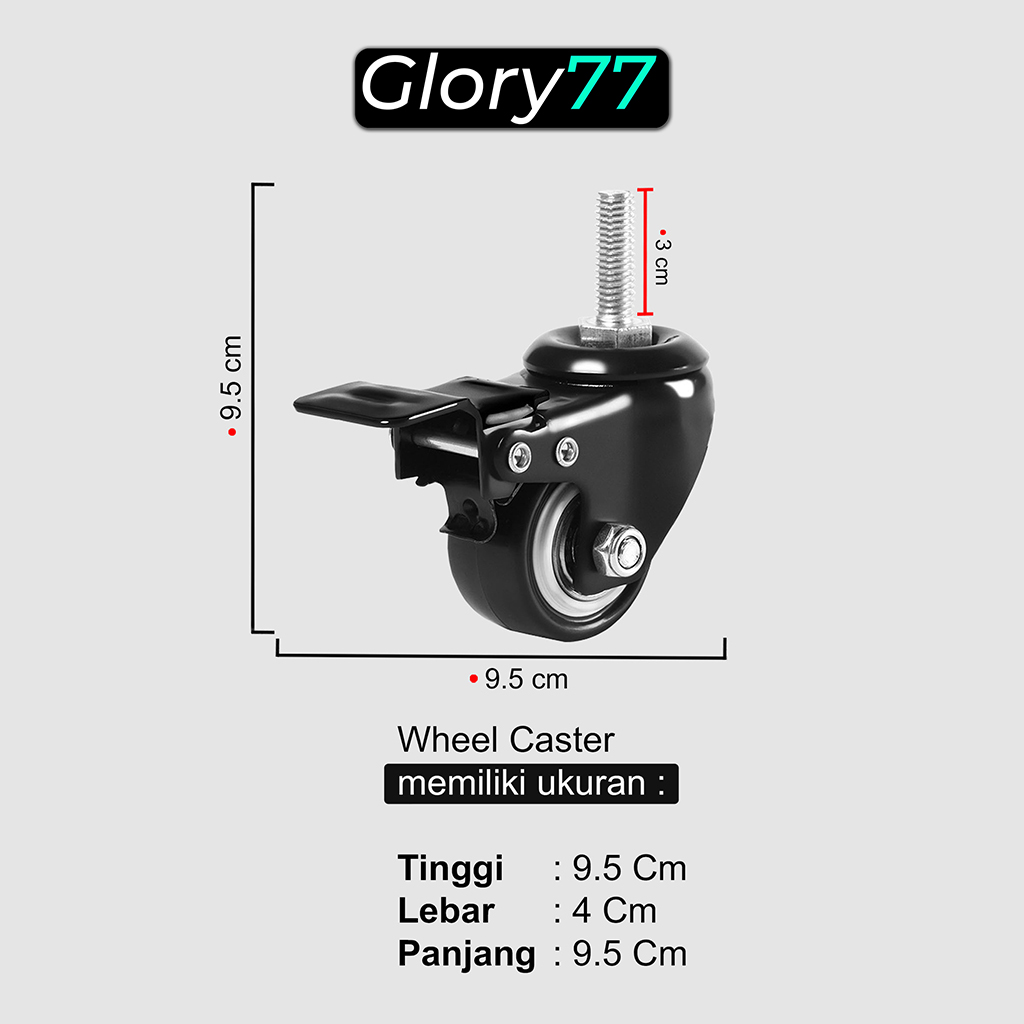 Glory77
• 3 cm
• 9.5 cm
• 9.5 cm
Wheel Caster
memiliki ukuran :
Tinggi : 9.5 Cm
Lebar : 4 Cm
Panjang : 9.5 Cm